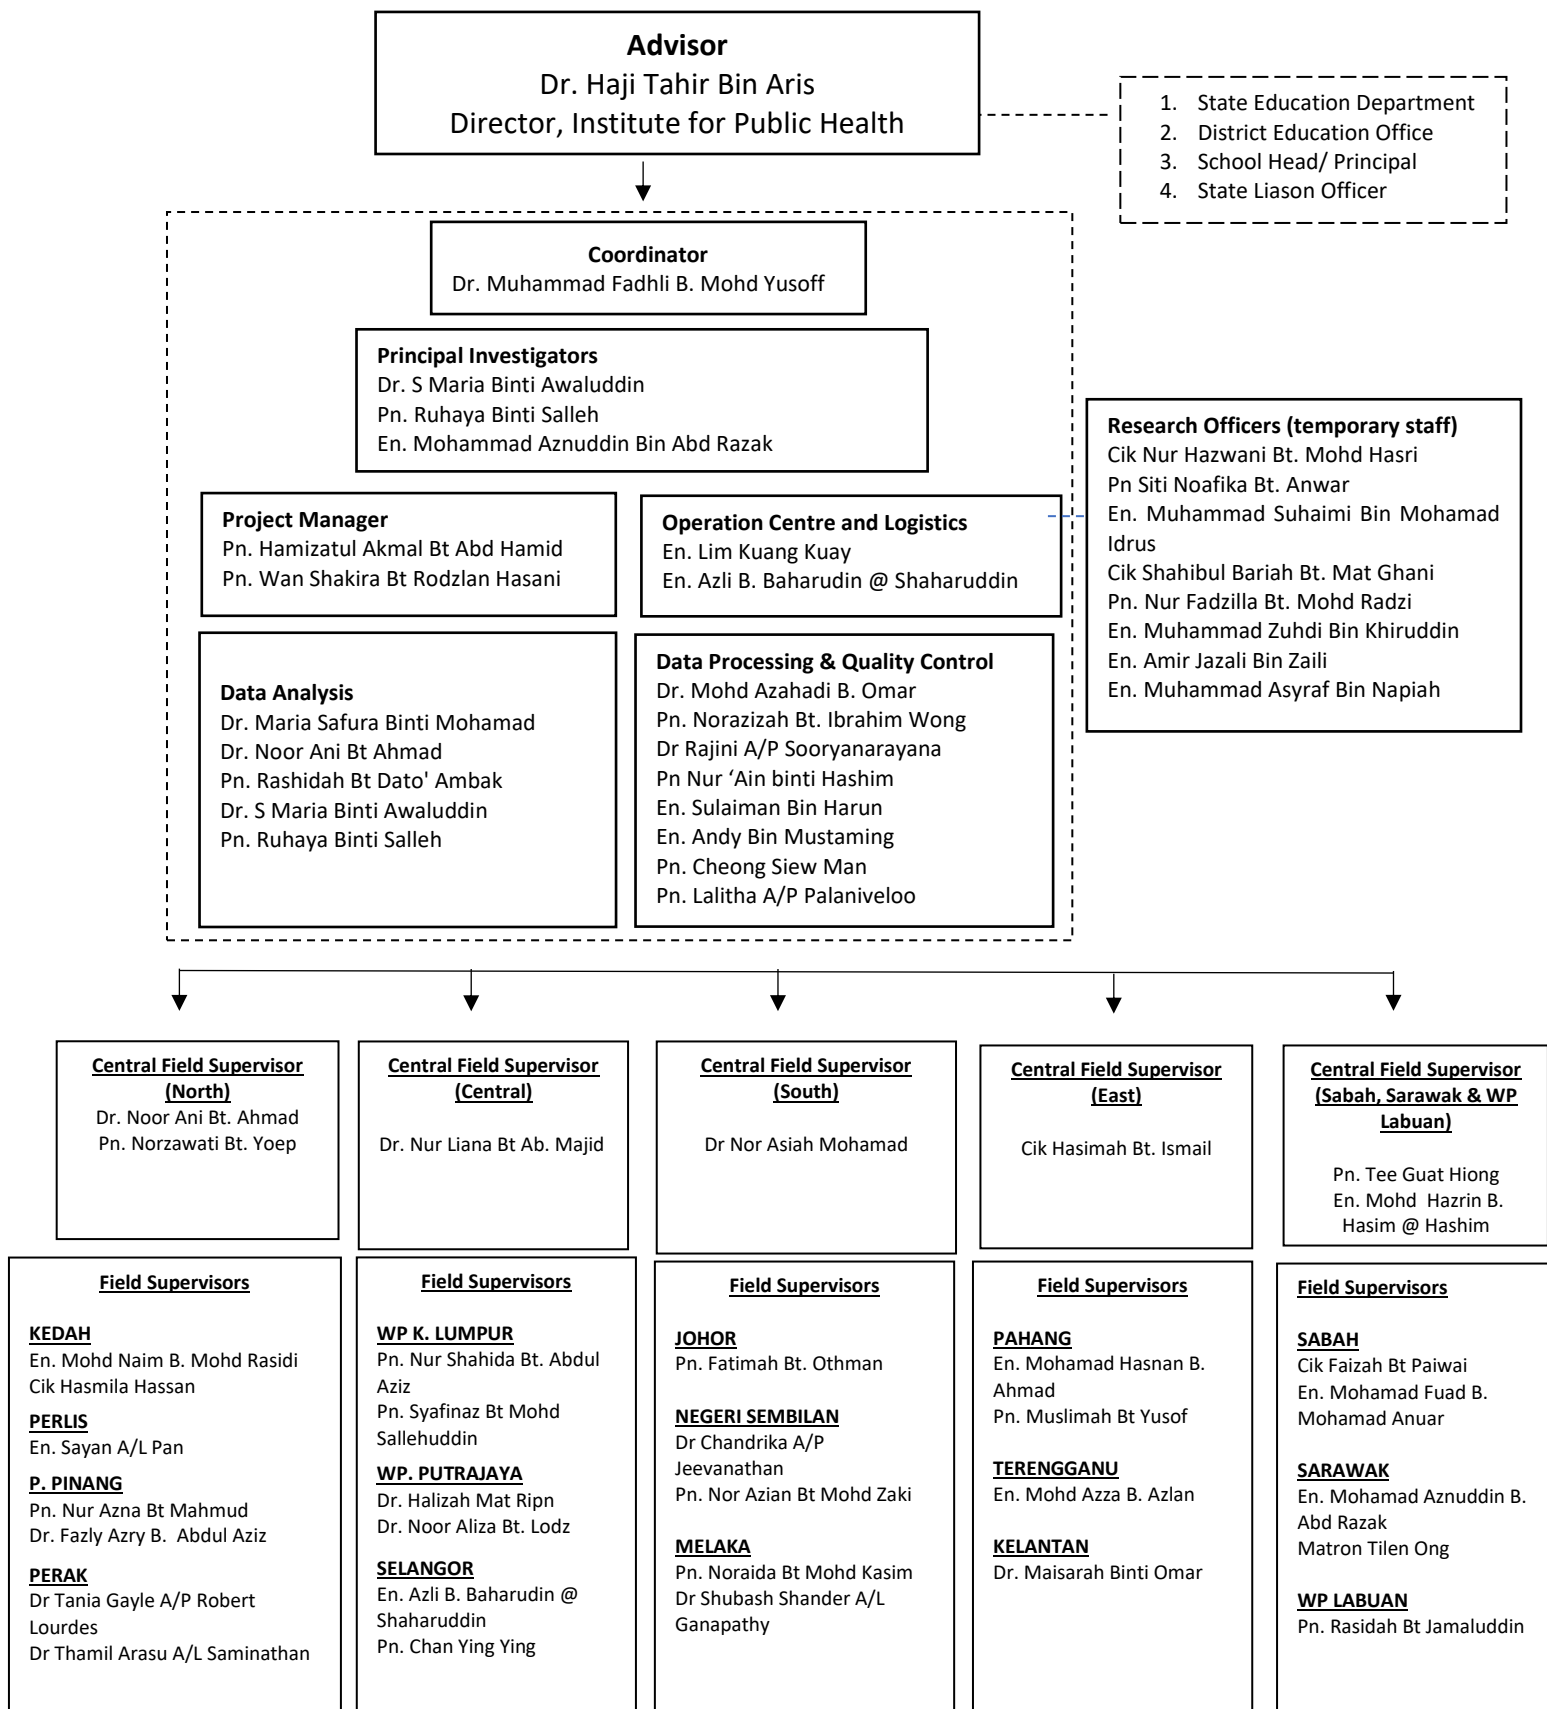 Advisor
Dr. Haji Tahir Bin Aris
Director, Institute for Public Health
1. State Education Department
2. District Education Office
3. School Head/ Principal
4. State Liason Officer
Coordinator
Dr. Muhammad Fadhli B. Mohd Yusoff
Principal Investigators
Dr. S Maria Binti Awaluddin
Pn. Ruhaya Binti Salleh
En. Mohammad Aznuddin Bin Abd Razak
Research Officers (temporary staff)
Cik Nur Hazwani Bt. Mohd Hasri
Pn Siti Noafika Bt. Anwar
En. Muhammad Suhaimi Bin Mohamad
Idrus
Cik Shahibul Bariah Bt. Mat Ghani
Pn. Nur Fadzilla Bt. Mohd Radzi
En. Muhammad Zuhdi Bin Khiruddin
En. Amir Jazali Bin Zaili
En. Muhammad Asyraf Bin Napiah
Project Manager
Pn. Hamizatul Akmal Bt Abd Hamid
Pn. Wan Shakira Bt Rodzlan Hasani
Operation Centre and Logistics
En. Lim Kuang Kuay
En. Azli B. Baharudin @ Shaharuddin
Data Analysis
Dr. Maria Safura Binti Mohamad
Dr. Noor Ani Bt Ahmad
Pn. Rashidah Bt Dato' Ambak
Dr. S Maria Binti Awaluddin
Pn. Ruhaya Binti Salleh
Data Processing & Quality Control
Dr. Mohd Azahadi B. Omar
Pn. Norazizah Bt. Ibrahim Wong
Dr Rajini A/P Sooryanarayana
Pn Nur ‘Ain binti Hashim
En. Sulaiman Bin Harun
En. Andy Bin Mustaming
Pn. Cheong Siew Man
Pn. Lalitha A/P Palaniveloo
Central Field Supervisor
(North)
Dr. Noor Ani Bt. Ahmad
Pn. Norzawati Bt. Yoep
Central Field Supervisor
(Central)
Dr. Nur Liana Bt Ab. Majid
Central Field Supervisor
(South)
Dr Nor Asiah Mohamad
Central Field Supervisor
(East)
Cik Hasimah Bt. Ismail
Central Field Supervisor
(Sabah, Sarawak & WP
Labuan)
Pn. Tee Guat Hiong
En. Mohd Hazrin B.
Hasim @ Hashim
Field Supervisors
KEDAH
En. Mohd Naim B. Mohd Rasidi
Cik Hasmila Hassan
PERLIS
En. Sayan A/L Pan
P. PINANG
Pn. Nur Azna Bt Mahmud
Dr. Fazly Azry B. Abdul Aziz
PERAK
Dr Tania Gayle A/P Robert
Lourdes
Dr Thamil Arasu A/L Saminathan
Field Supervisors
WP K. LUMPUR
Pn. Nur Shahida Bt. Abdul
Aziz
Pn. Syafinaz Bt Mohd
Sallehuddin
WP. PUTRAJAYA
Dr. Halizah Mat Ripn
Dr. Noor Aliza Bt. Lodz
SELANGOR
En. Azli B. Baharudin @
Shaharuddin
Pn. Chan Ying Ying
Field Supervisors
JOHOR
Pn. Fatimah Bt. Othman
NEGERI SEMBILAN
Dr Chandrika A/P
Jeevanathan
Pn. Nor Azian Bt Mohd Zaki
MELAKA
Pn. Noraida Bt Mohd Kasim
Dr Shubash Shander A/L
Ganapathy
Field Supervisors
PAHANG
En. Mohamad Hasnan B.
Ahmad
Pn. Muslimah Bt Yusof
TERENGGANU
En. Mohd Azza B. Azlan
KELANTAN
Dr. Maisarah Binti Omar
Field Supervisors
SABAH
Cik Faizah Bt Paiwai
En. Mohamad Fuad B.
Mohamad Anuar
SARAWAK
En. Mohamad Aznuddin B.
Abd Razak
Matron Tilen Ong
WP LABUAN
Pn. Rasidah Bt Jamaluddin